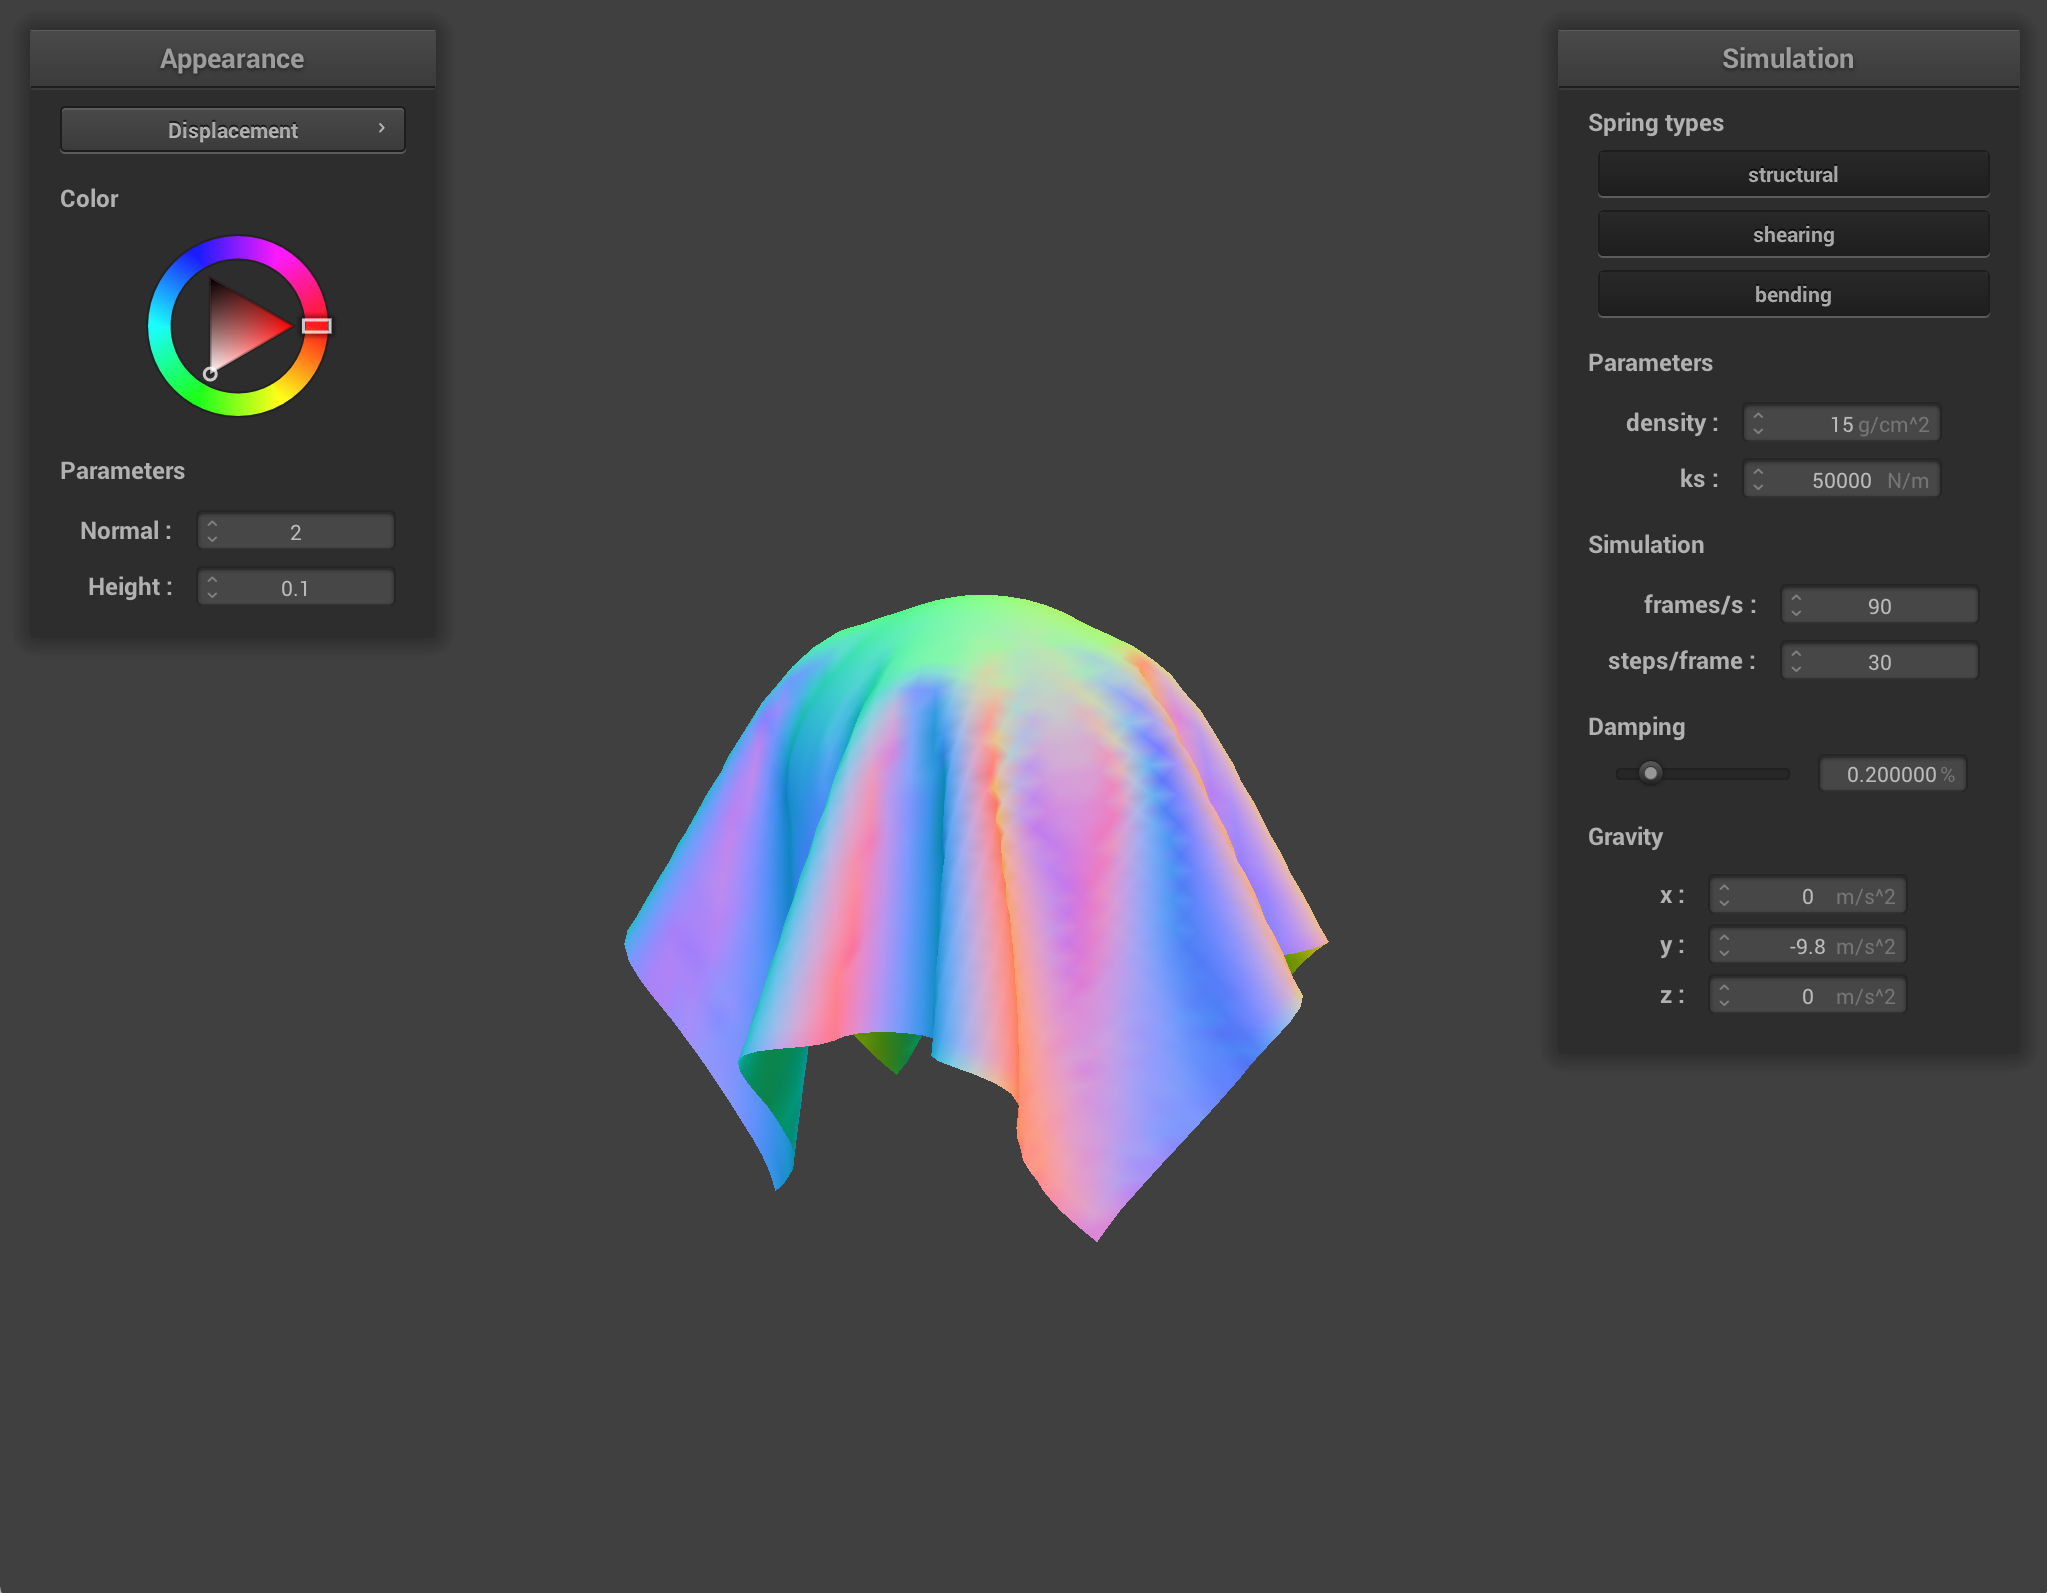 Appearance
Displacement
Color
Parameters
Normal : 2
Height : 0.1
Simulation
Spring types
structural
shearing
bending
Parameters
density : 15 g/cm^2
ks : 50000 N/m
Simulation
frames/s : 90
steps/frame : 30
Damping
0.200000 %
Gravity
x : 0 m/s^2
y : -9.8 m/s^2
z : 0 m/s^2